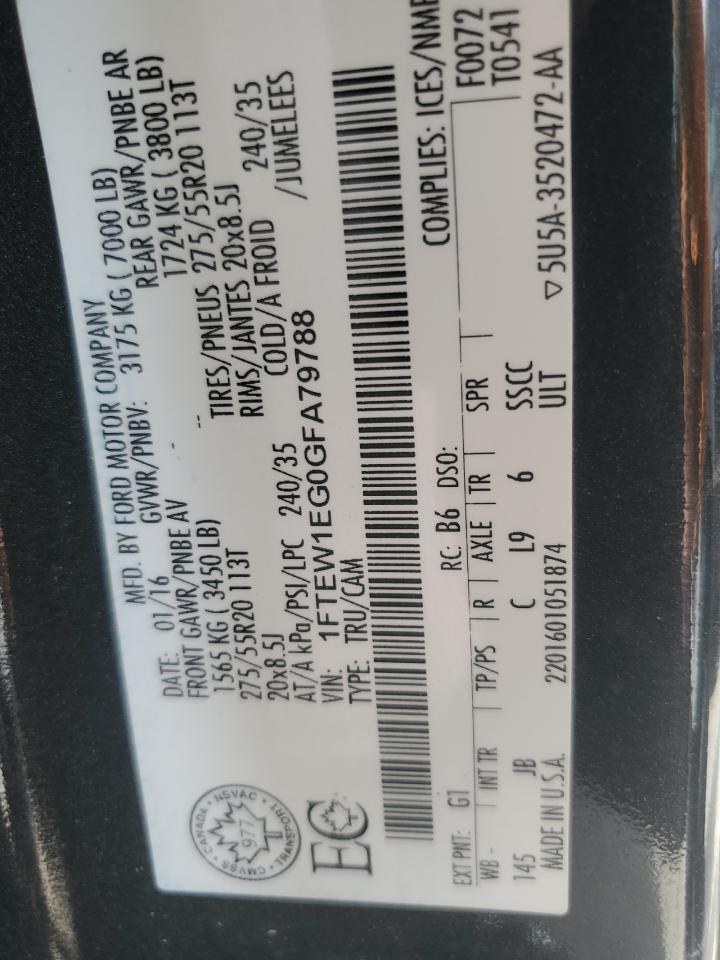 MFD. BY FORD MOTOR COMPANY
DATE: 01/16 GVWR/PNBV: 3175 KG ( 7000 LB)
FRONT GAWR/PNBE AV REAR GAWR/PNBE AR
1565 KG ( 3450 LB) 1724 KG ( 3800 LB)
275/55R20 113T TIRES/PNEUS 275/55R20 113T
20x8.5J RIMS/JANTES 20x8.5J
AT/A kPa/PSI/LPC 240/35 COLD/A FROID 240/35
VIN: 1FTEW1EG0GFA79788 /JUMELEES
TYPE: TRU/CAM
CANADA • NSVAC • TRANSPORT • CMVSS
977
EC
COMPLIES: ICES/NMB
EXT PNT: G1 RC: B6 DSO: F0072
T0541
WB - INT TR TP/PS R AXLE TR SPR
145 JB C L9 6 SSCC
ULT
MADE IN U.S.A. 2201601051874 ▽ 5U5A-3520472-AA